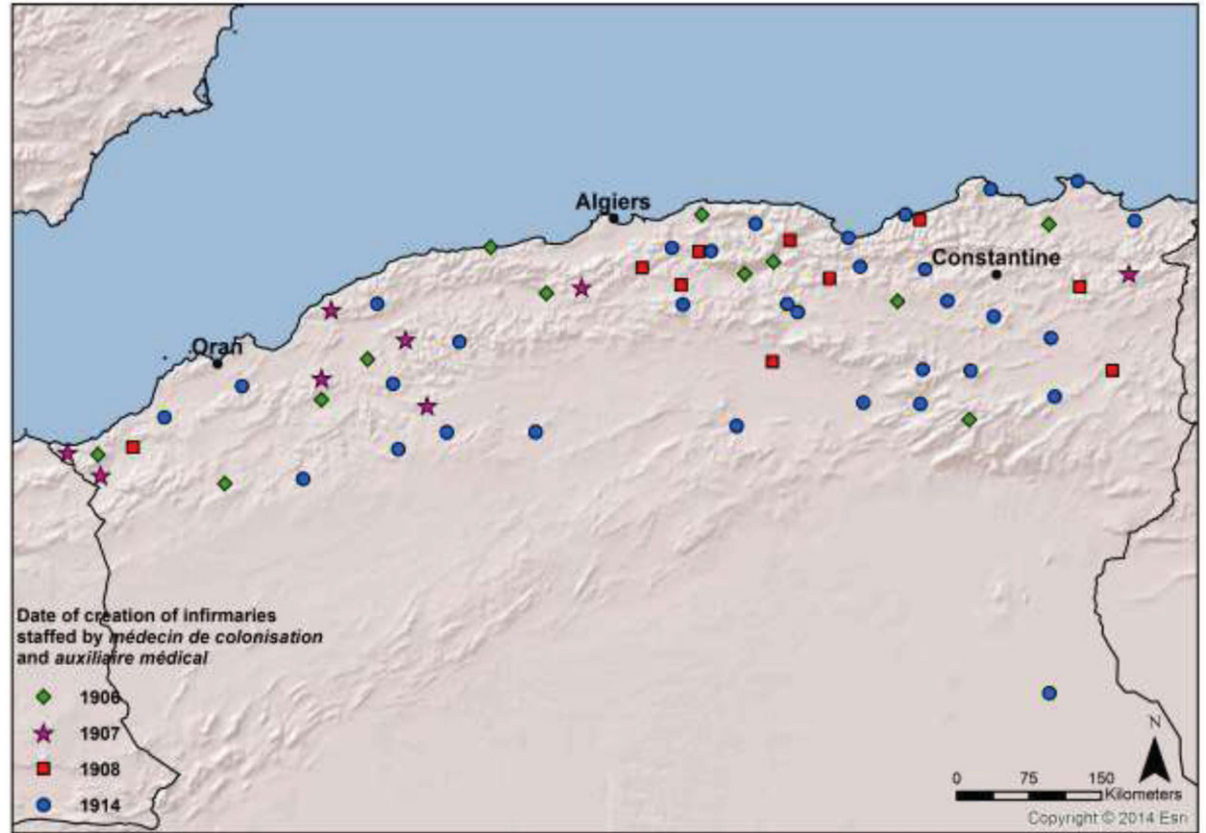 Algiers
Constantine
Oran
Date of creation of infirmaries
staffed by médecin de colonisation
and auxiliaire médical
1906
1907
1908
1914
N
0 75 150
Kilometers
Copyright © 2014 Esri